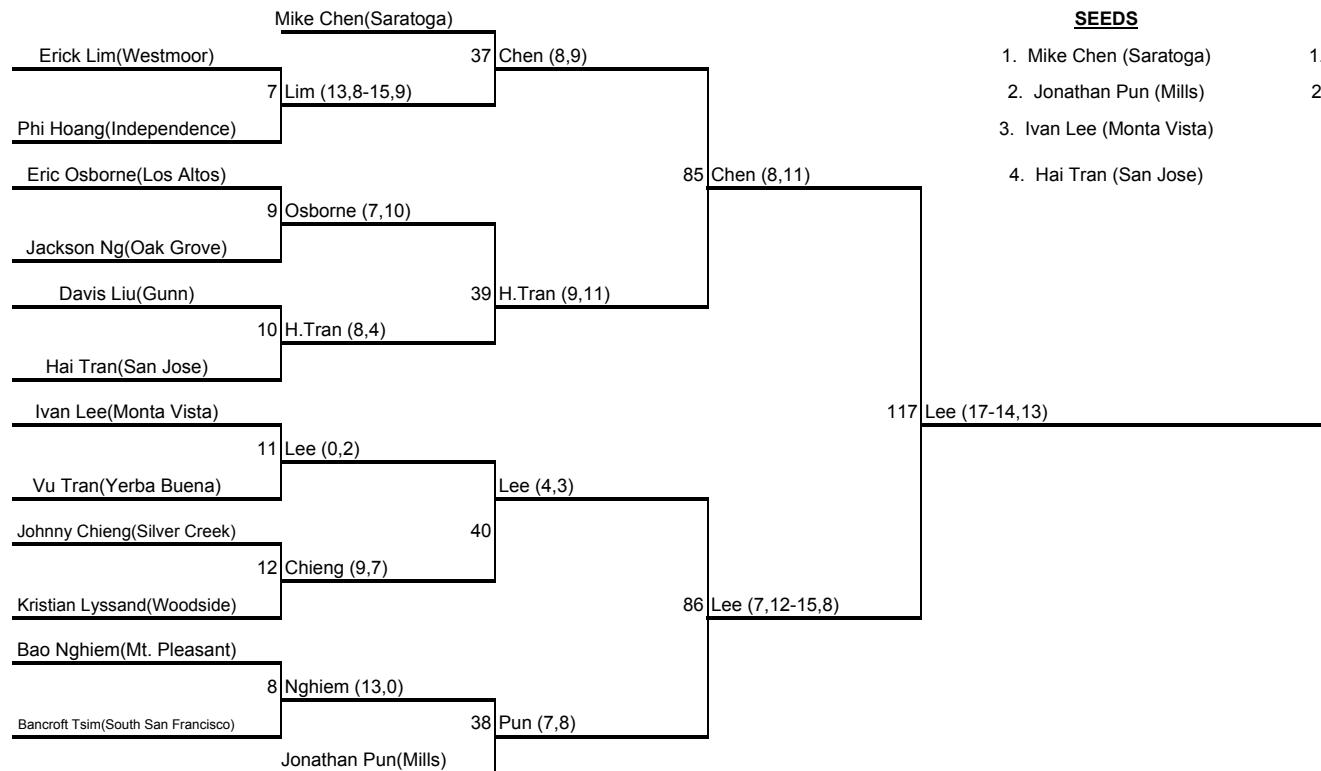 Mike Chen(Saratoga)
SEEDS
Erick Lim(Westmoor)
37 Chen (8,9)
1. Mike Chen (Saratoga)
1.
7 Lim (13,8-15,9)
2. Jonathan Pun (Mills)
2
Phi Hoang(Independence)
3. Ivan Lee (Monta Vista)
Eric Osborne(Los Altos)
85 Chen (8,11)
4. Hai Tran (San Jose)
9 Osborne (7,10)
Jackson Ng(Oak Grove)
Davis Liu(Gunn)
39 H.Tran (9,11)
10 H.Tran (8,4)
Hai Tran(San Jose)
Ivan Lee(Monta Vista)
117 Lee (17-14,13)
11 Lee (0,2)
Vu Tran(Yerba Buena)
Lee (4,3)
Johnny Chieng(Silver Creek)
40
12 Chieng (9,7)
Kristian Lyssand(Woodside)
86 Lee (7,12-15,8)
Bao Nghiem(Mt. Pleasant)
8 Nghiem (13,0)
Bancroft Tsim(South San Francisco)
38 Pun (7,8)
Jonathan Pun(Mills)